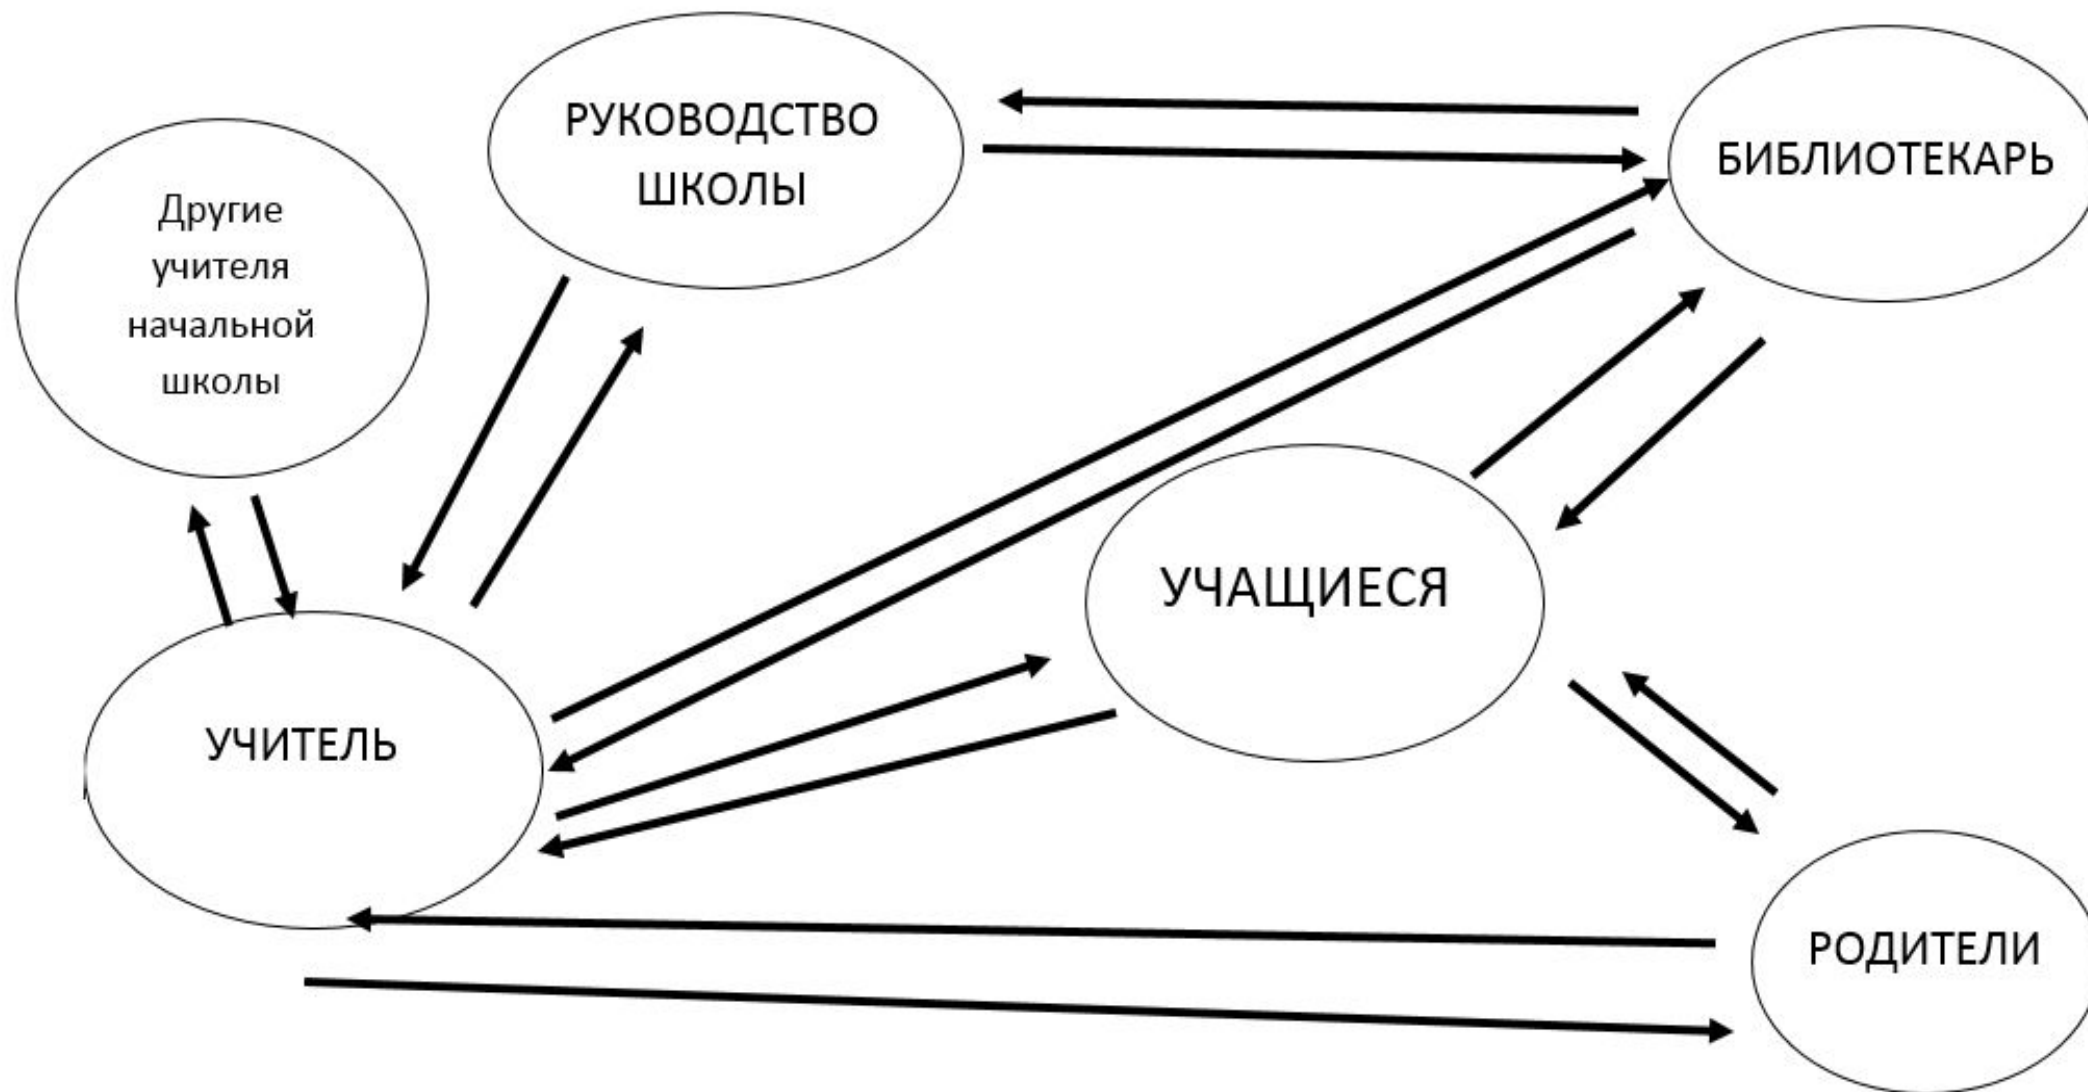 РУКОВОДСТВО
ШКОЛЫ
БИБЛИОТЕКАРЬ
Другие
учителя
начальной
школы
УЧАЩИЕСЯ
УЧИТЕЛЬ
РОДИТЕЛИ